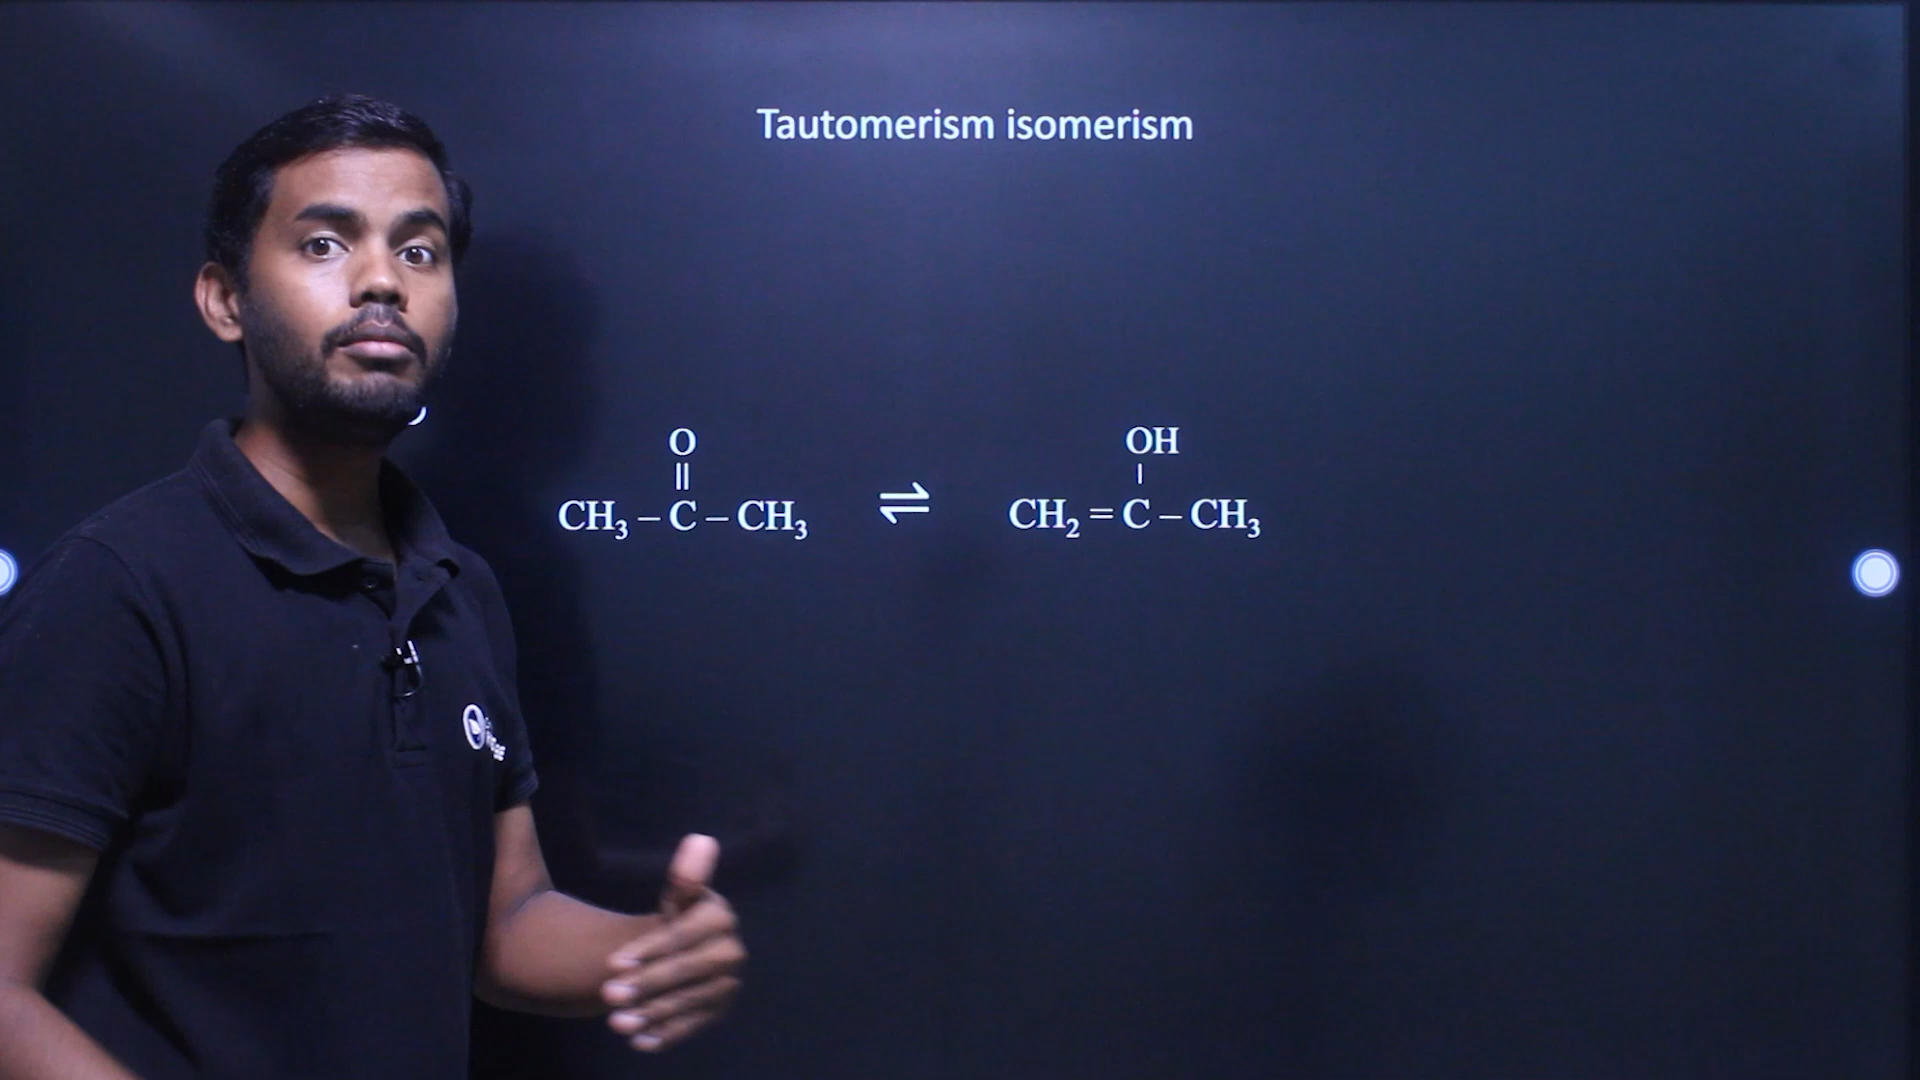 Tautomerism isomerism
O OH
|| |
CH₃ – C – CH₃ ⇌ CH₂ = C – CH₃